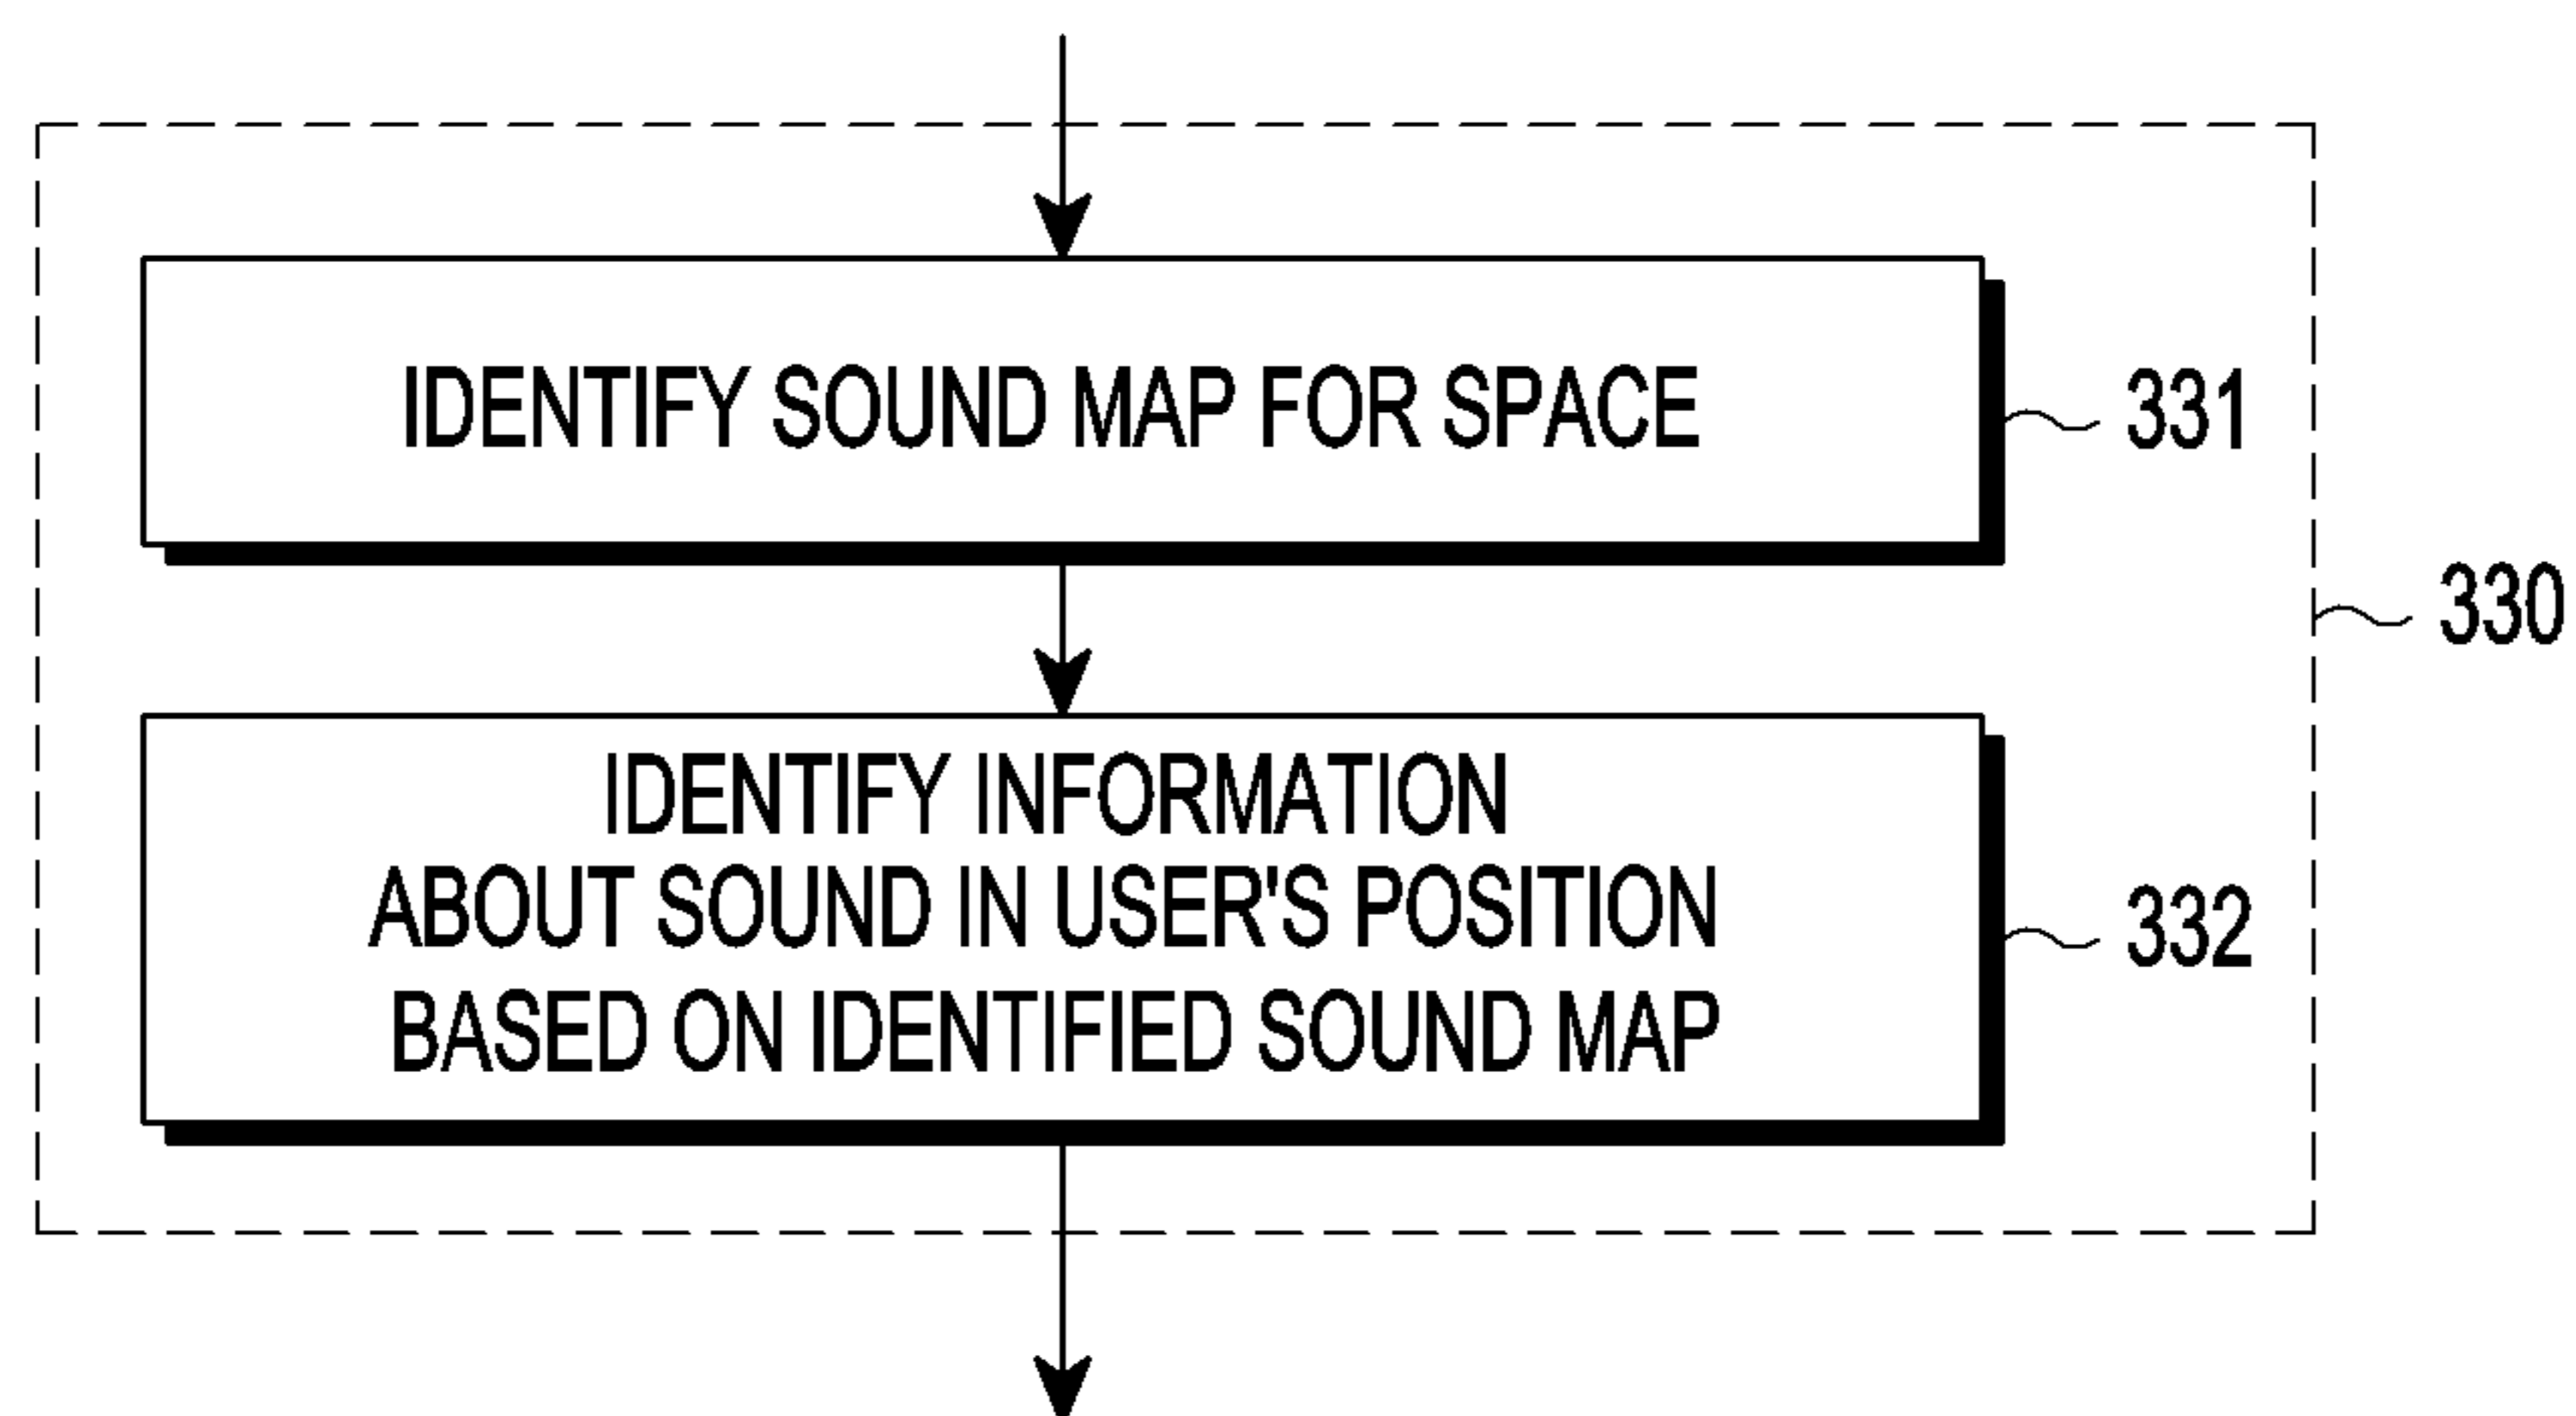 IDENTIFY SOUND MAP FOR SPACE
331
330
IDENTIFY INFORMATION
ABOUT SOUND IN USER'S POSITION
BASED ON IDENTIFIED SOUND MAP
332